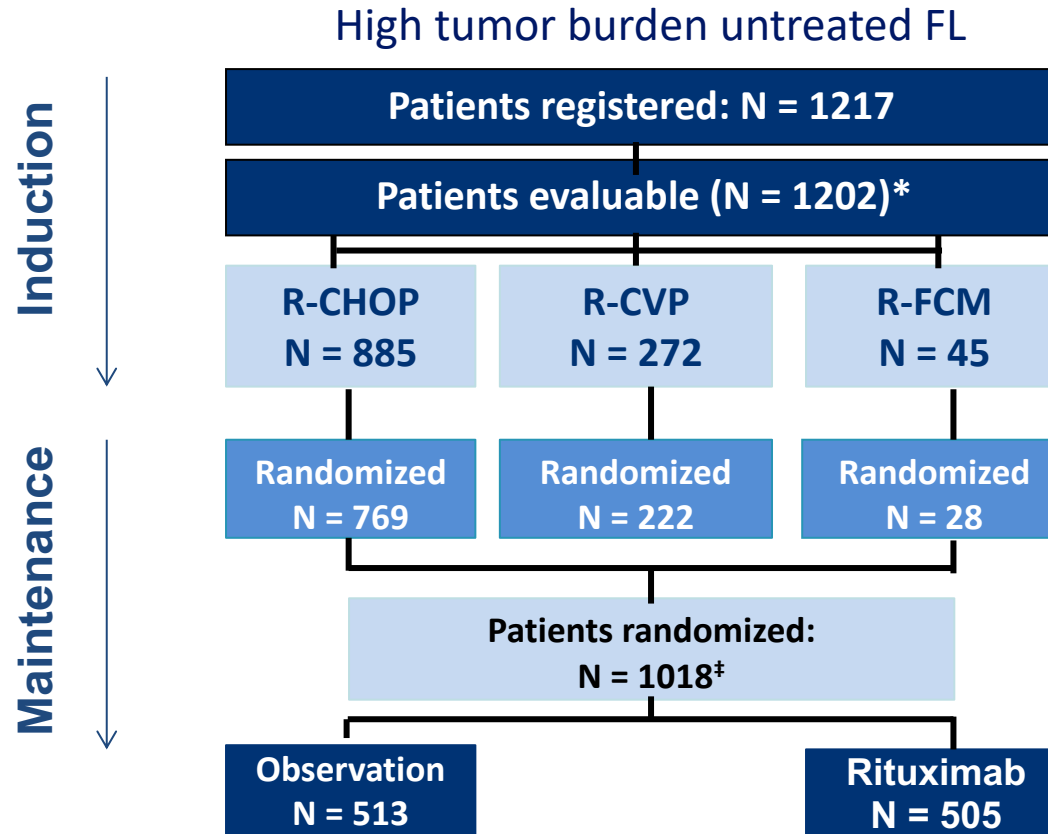 High tumor burden untreated FL
Induction
Patients registered: N = 1217
Patients evaluable (N = 1202)*
R-CHOP
N = 885
R-CVP
N = 272
R-FCM
N = 45
Maintenance
Randomized
N = 769
Randomized
N = 222
Randomized
N = 28
Patients randomized:
N = 1018‡
Observation
N = 513
Rituximab
N = 505